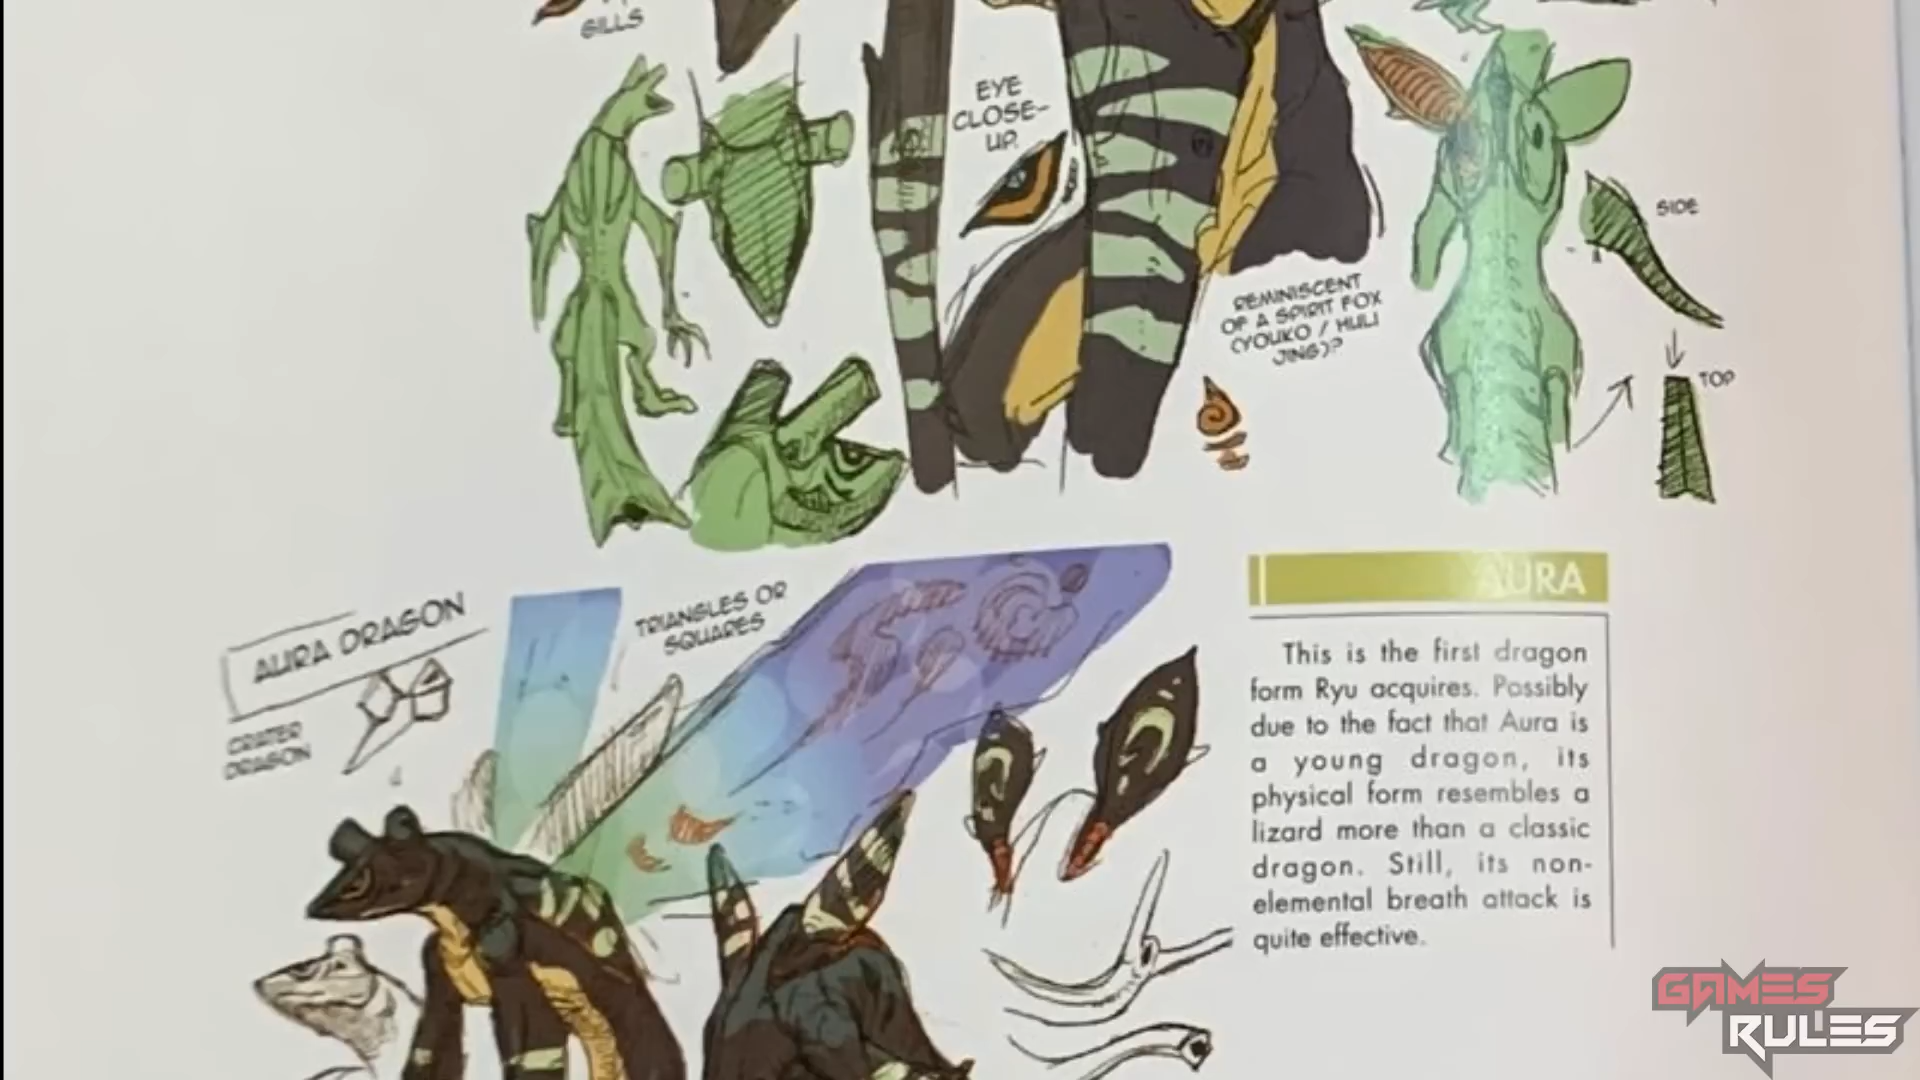 GILLS
EYE
CLOSE-
UP.
SIDE
TOP
REMINISCENT
OF A SPIRIT FOX
(YOUKO / HULI
JING)?
AURA DRAGON
CRATER
DRAGON
TRIANGLES OR
SQUARES
AURA
This is the first dragon
form Ryu acquires. Possibly
due to the fact that Aura is
a young dragon, its
physical form resembles a
lizard more than a classic
dragon. Still, its non-
elemental breath attack is
quite effective.
GAMES
RULES